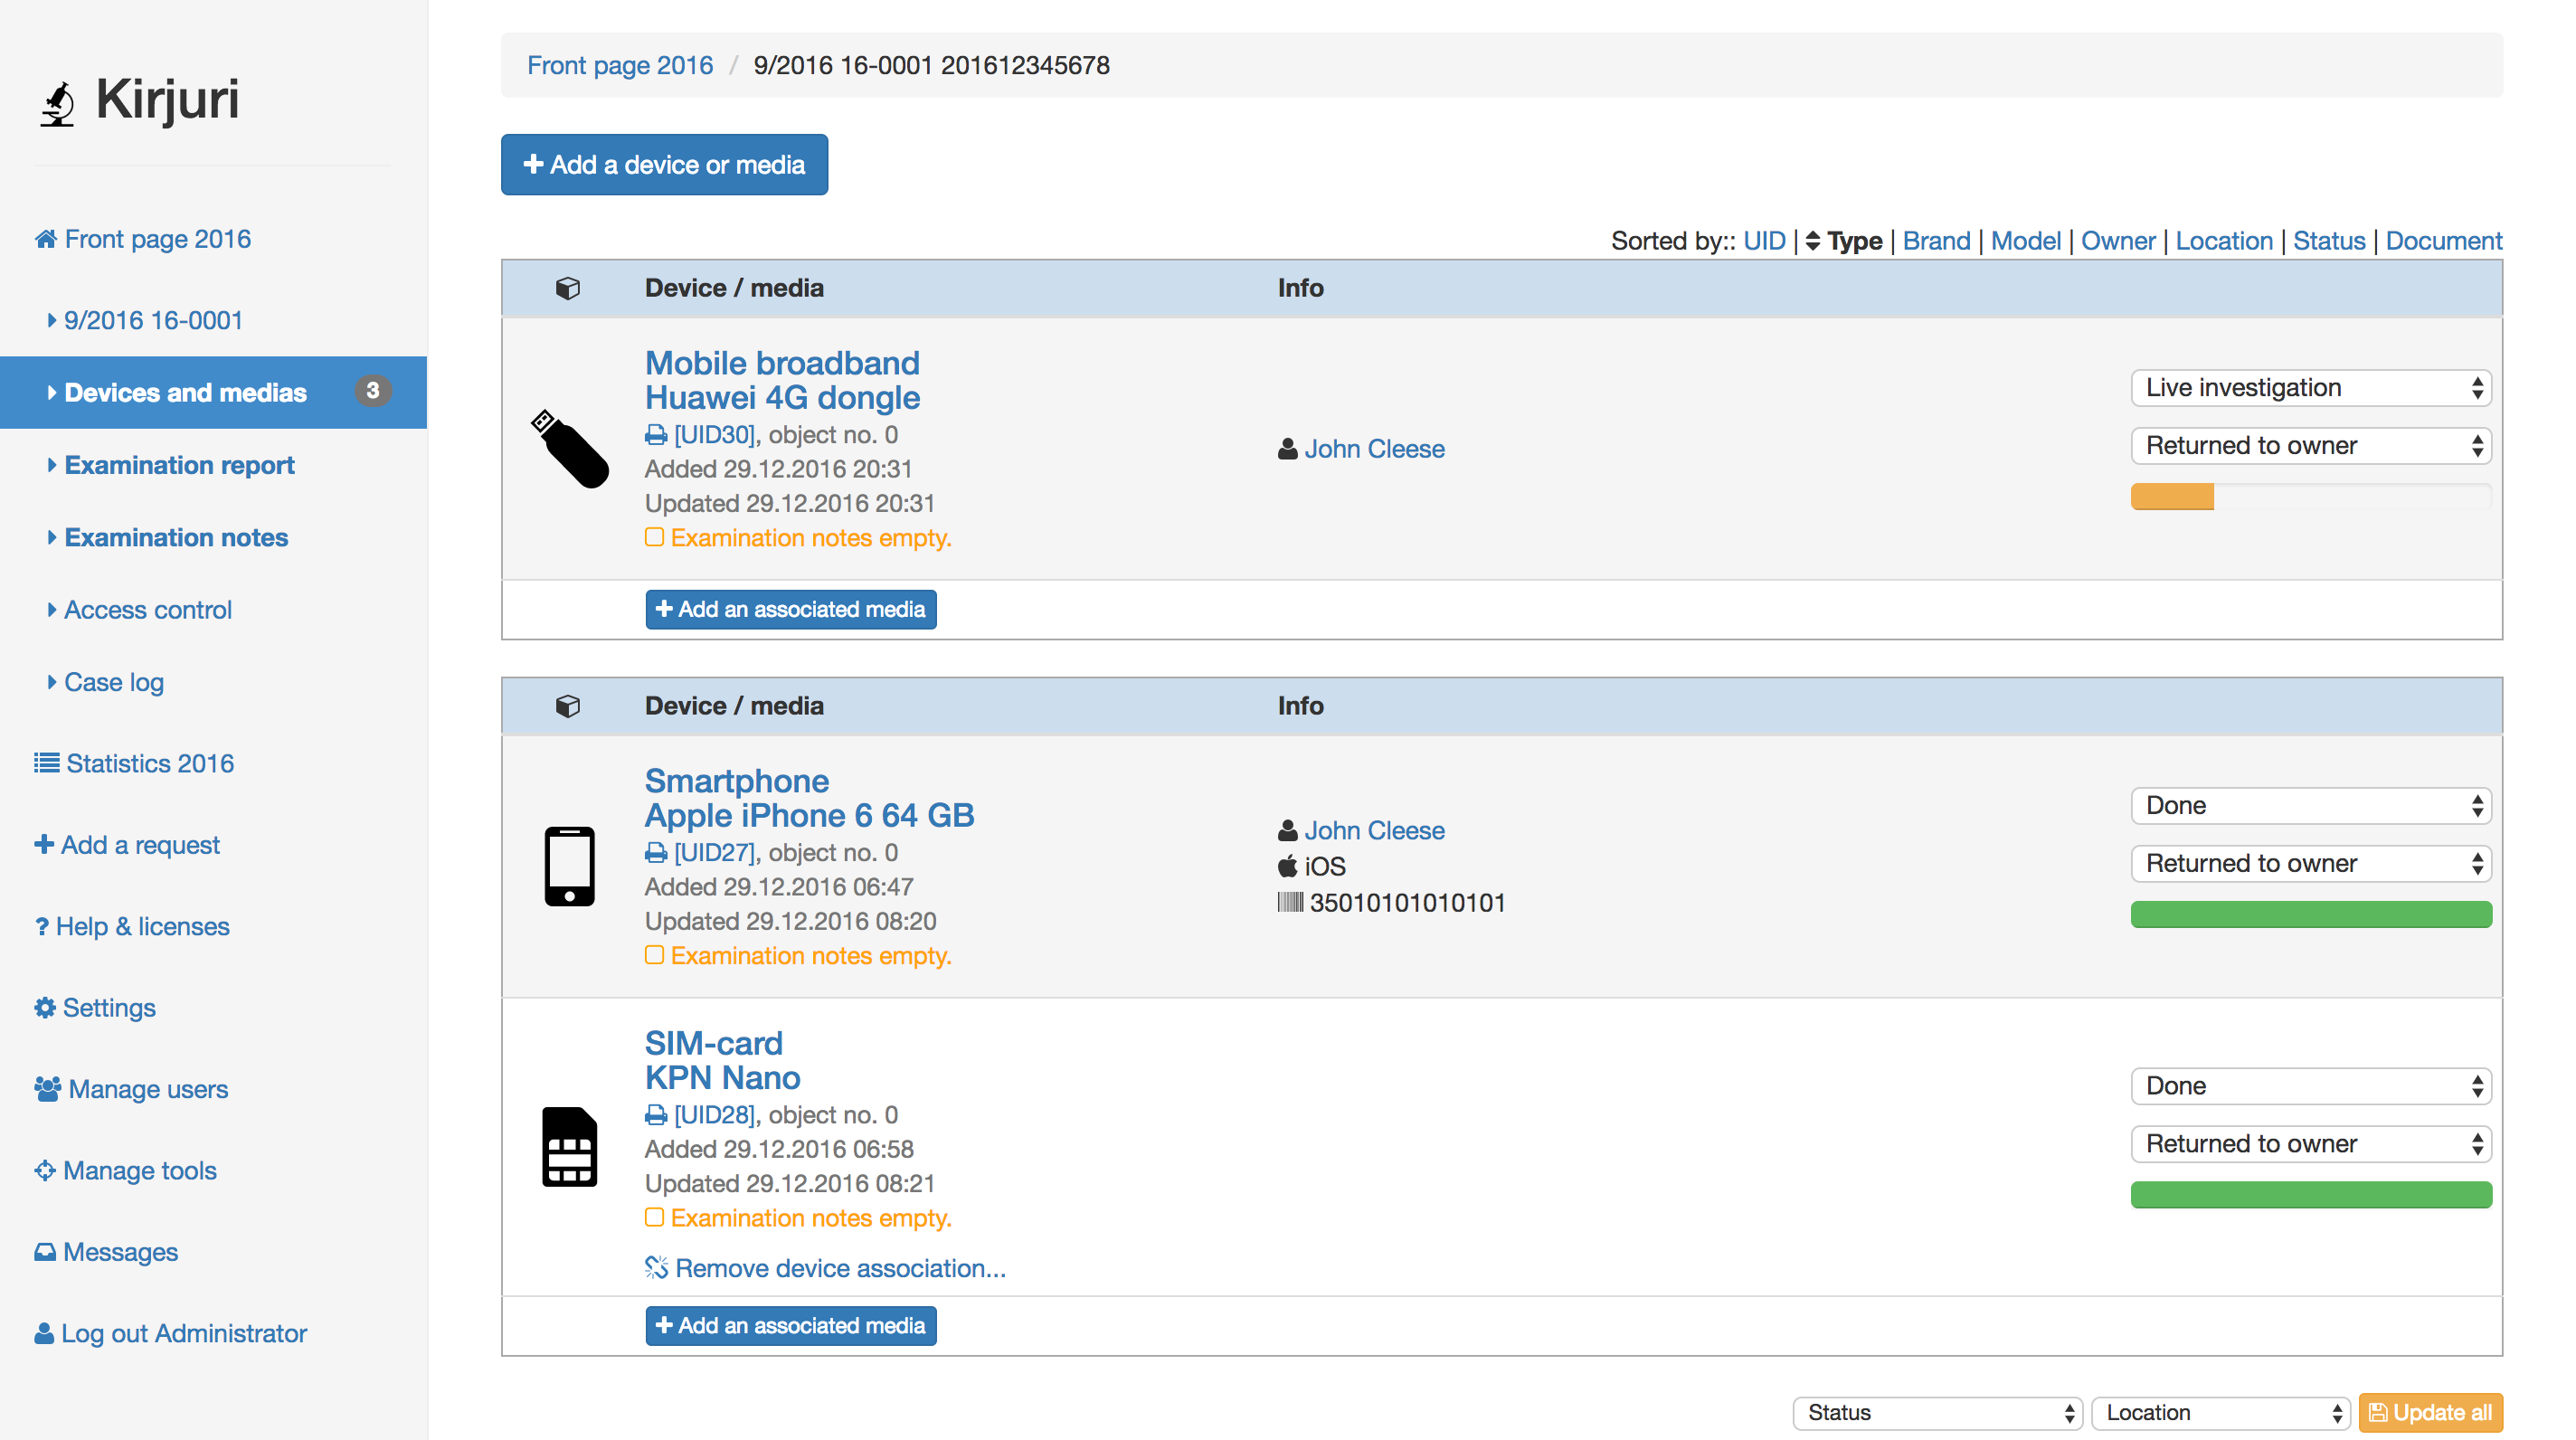 Kirjuri
Front page 2016
9/2016 16-0001
Devices and medias 3
Examination report
Examination notes
Access control
Case log
Statistics 2016
Add a request
? Help & licenses
Settings
Manage users
Manage tools
Messages
Log out Administrator
Front page 2016 / 9/2016 16-0001 201612345678
+ Add a device or media
Sorted by:: UID | Type | Brand | Model | Owner | Location | Status | Document
Device / media Info
Mobile broadband
Huawei 4G dongle
[UID30], object no. 0
Added 29.12.2016 20:31
Updated 29.12.2016 20:31
Examination notes empty.
John Cleese
Live investigation
Returned to owner
+ Add an associated media
Device / media Info
Smartphone
Apple iPhone 6 64 GB
[UID27], object no. 0
Added 29.12.2016 06:47
Updated 29.12.2016 08:20
Examination notes empty.
John Cleese
iOS
35010101010101
Done
Returned to owner
SIM-card
KPN Nano
[UID28], object no. 0
Added 29.12.2016 06:58
Updated 29.12.2016 08:21
Examination notes empty.
Remove device association...
Done
Returned to owner
+ Add an associated media
Status Location Update all